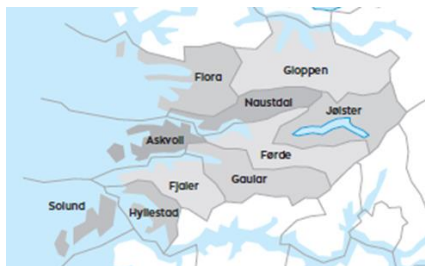 Flora
Gloppen
Naustdal
Jølster
Askvoll
Førde
Fjaler
Gaular
Solund
Hyllestad